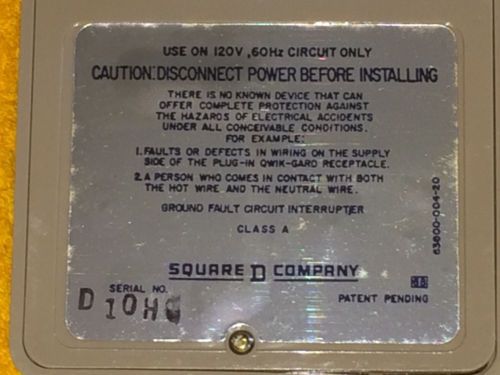 USE ON 120V, 60Hz CIRCUIT ONLY
CAUTION: DISCONNECT POWER BEFORE INSTALLING
THERE IS NO KNOWN DEVICE THAT CAN
OFFER COMPLETE PROTECTION AGAINST
THE HAZARDS OF ELECTRICAL ACCIDENTS
UNDER ALL CONCEIVABLE CONDITIONS.
FOR EXAMPLE:
1. FAULTS OR DEFECTS IN WIRING ON THE SUPPLY
SIDE OF THE PLUG-IN QWIK-GARD RECEPTACLE.
2. A PERSON WHO COMES IN CONTACT WITH BOTH
THE HOT WIRE AND THE NEUTRAL WIRE.
GROUND FAULT CIRCUIT INTERRUPTER
CLASS A
63800-004-20
SQUARE D COMPANY
SERIAL NO.
D 10H
PATENT PENDING